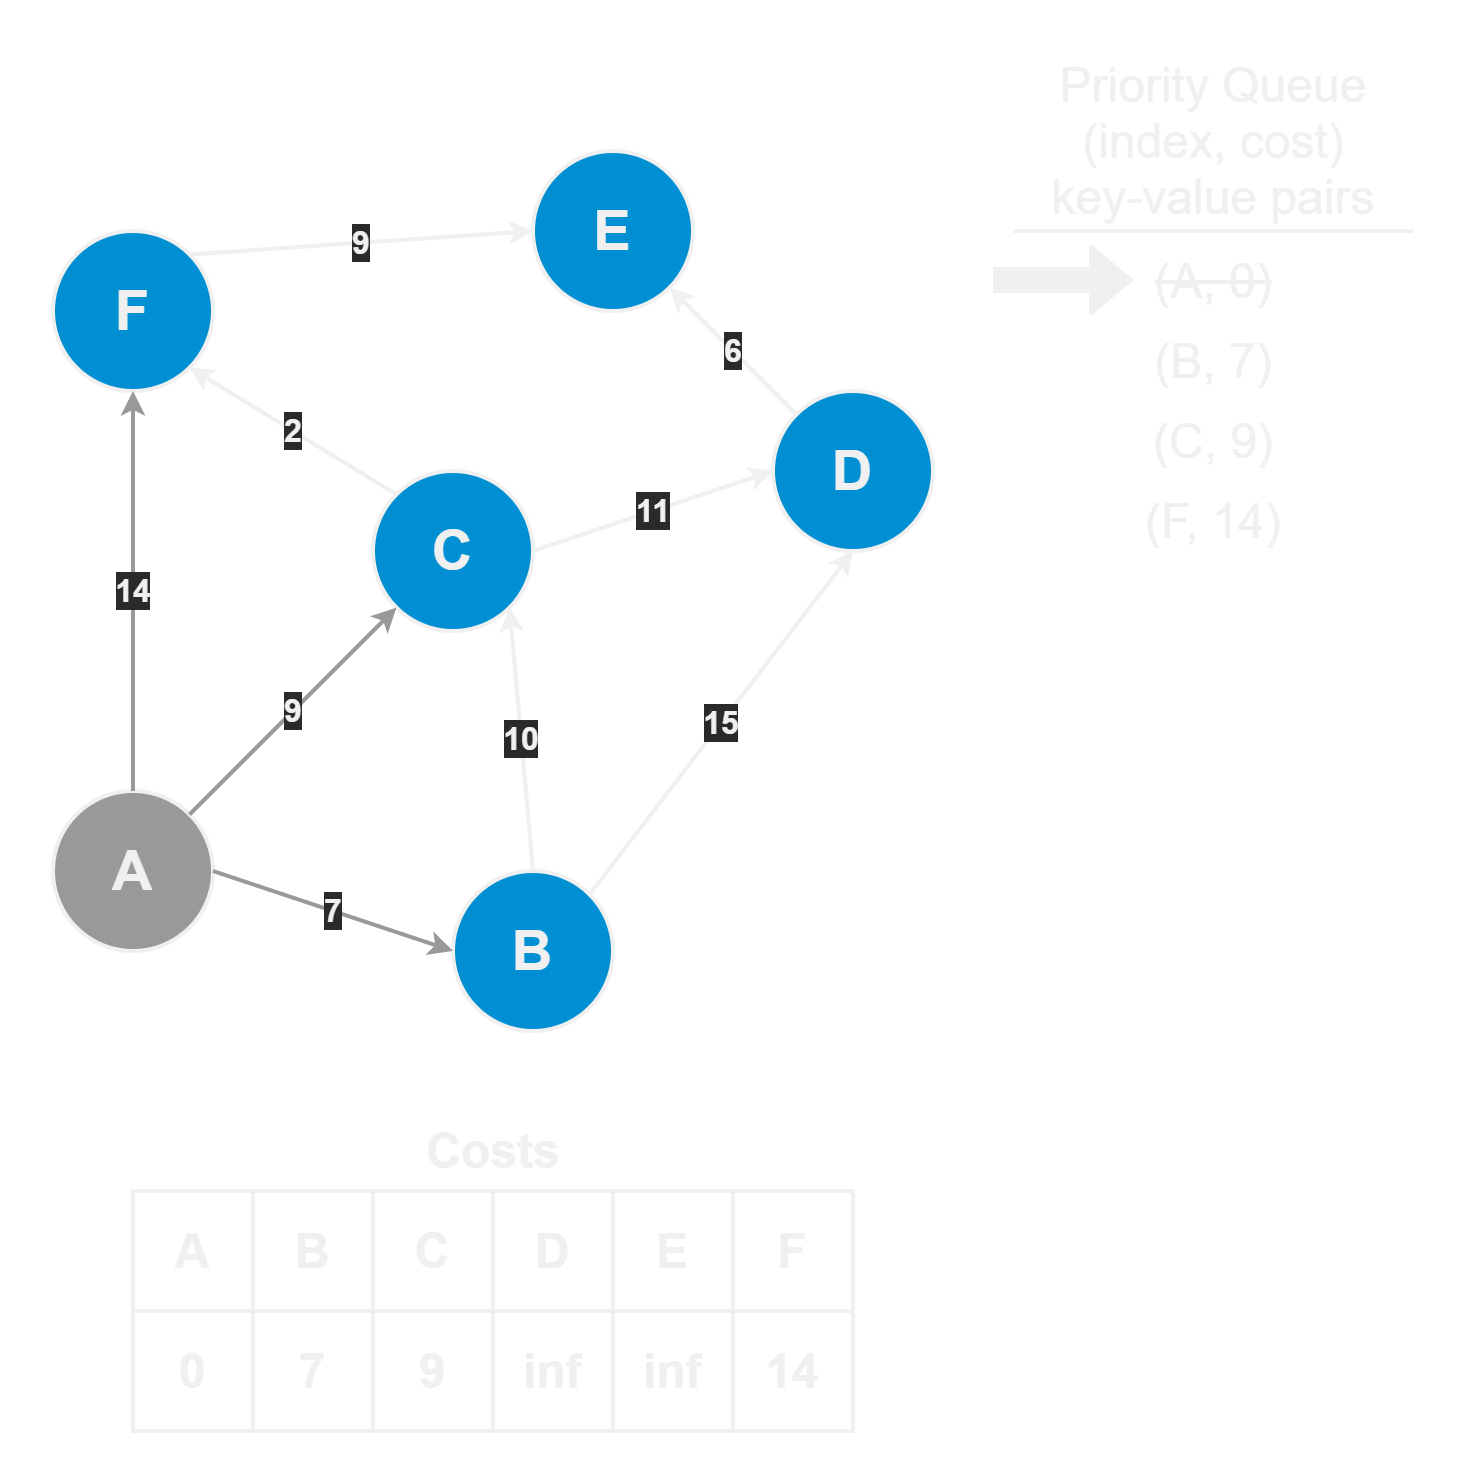 Priority Queue
(index, cost)
key-value pairs
(A, 0)
(B, 7)
(C, 9)
(F, 14)
E
9
F
6
2
D
11
C
14
9
10
15
A
7
B
Costs
A B C D E F
0 7 9 inf inf 14